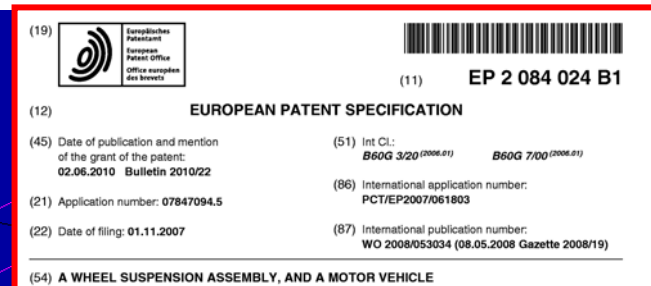 (19)
Europäisches
Patentamt
European
Patent Office
Office européen
des brevets
(11) EP 2 084 024 B1
(12) EUROPEAN PATENT SPECIFICATION
(45) Date of publication and mention
of the grant of the patent:
02.06.2010 Bulletin 2010/22
(21) Application number: 07847094.5
(22) Date of filing: 01.11.2007
(51) Int Cl.:
B60G 3/20 (2006.01) B60G 7/00 (2006.01)
(86) International application number:
PCT/EP2007/061803
(87) International publication number:
WO 2008/053034 (08.05.2008 Gazette 2008/19)
(54) A WHEEL SUSPENSION ASSEMBLY, AND A MOTOR VEHICLE